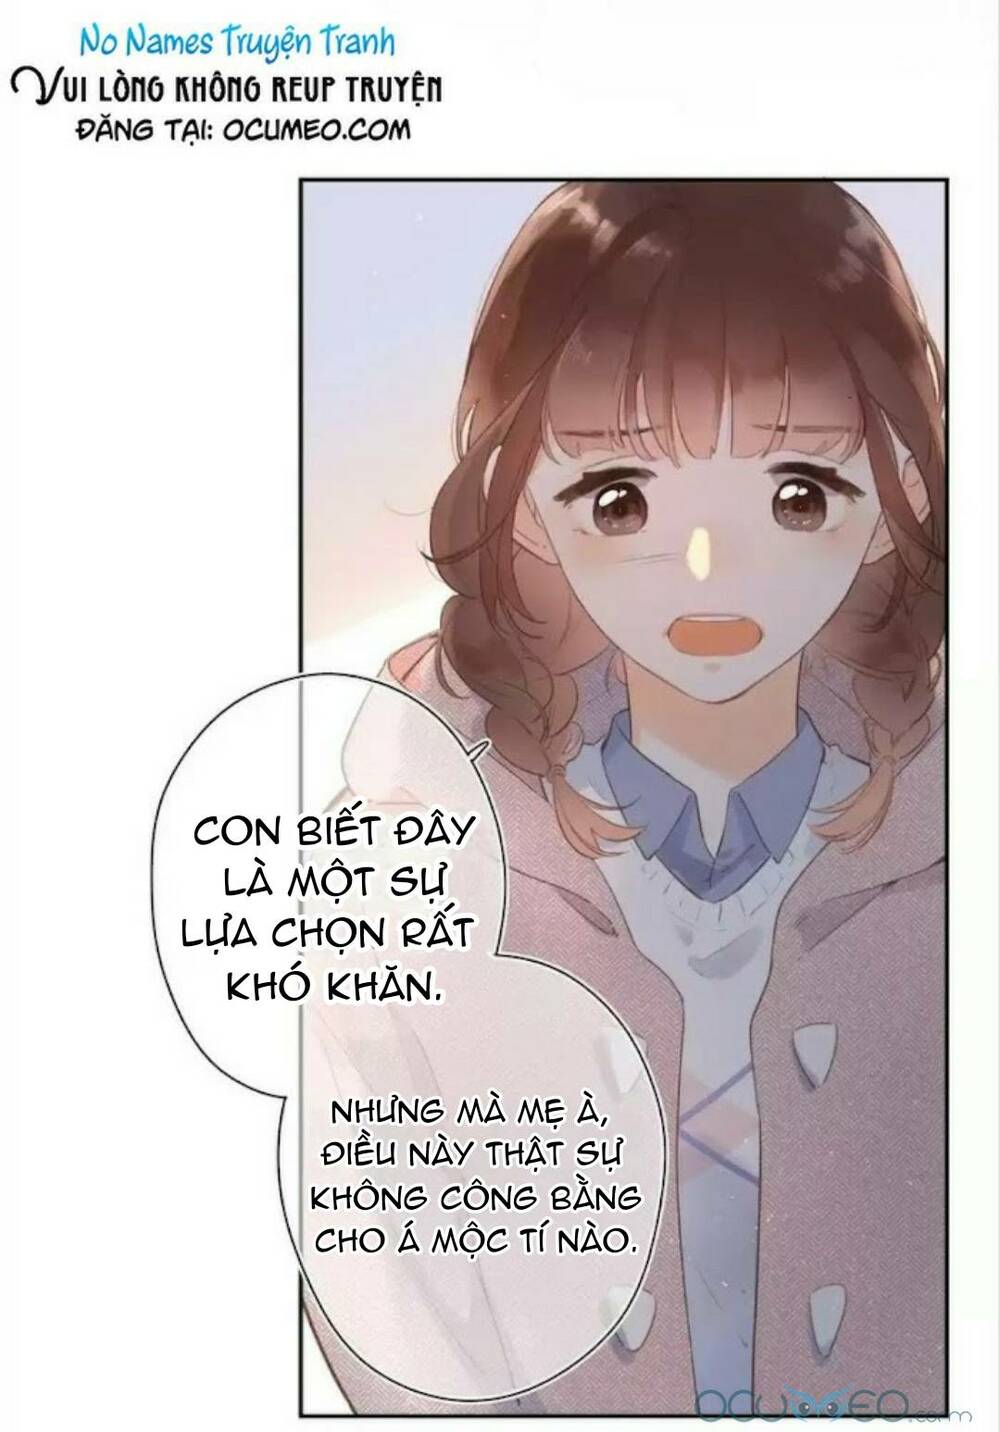 No Names Truyện Tranh
Vui lòng không reup truyện
Đăng tại: ocumeo.com
CON BIẾT ĐÂY
LÀ MỘT SỰ
LỰA CHỌN RẤT
KHÓ KHĂN.
NHƯNG MÀ MẸ À,
ĐIỀU NÀY THẬT SỰ
KHÔNG CÔNG BẰNG
CHO Á MỘC TÍ NÀO.
OCUMEO.com